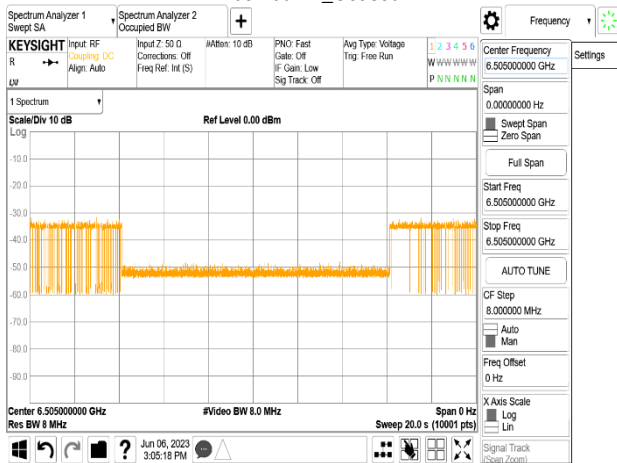 Spectrum Analyzer 1
Swept SA
Spectrum Analyzer 2
Occupied BW
+
Frequency
KEYSIGHT
R
Input: RF
Coupling: DC
Align: Auto
Input Z: 50 Ω
Corrections: Off
Freq Ref: Int (S)
#Atten: 10 dB
PNO: Fast
Gate: Off
IF Gain: Low
Sig Track: Off
Avg Type: Voltage
Trig: Free Run
1 2 3 4 5 6
W W W W W W
P N N N N N
Center Frequency
6.505000000 GHz
Settings
Span
0.00000000 Hz
Swept Span
Zero Span
Full Span
Start Freq
6.505000000 GHz
Stop Freq
6.505000000 GHz
AUTO TUNE
CF Step
8.000000 MHz
Auto
Man
Freq Offset
0 Hz
X Axis Scale
Log
Lin
Signal Track
(Span Zoom)
1 Spectrum
Scale/Div 10 dB
Ref Level 0.00 dBm
Log
-10.0
-20.0
-30.0
-40.0
-50.0
-60.0
-70.0
-80.0
-90.0
Center 6.505000000 GHz
#Video BW 8.0 MHz
Span 0 Hz
Res BW 8 MHz
Sweep 20.0 s (10001 pts)
?
Jun 06, 2023
3:05:18 PM